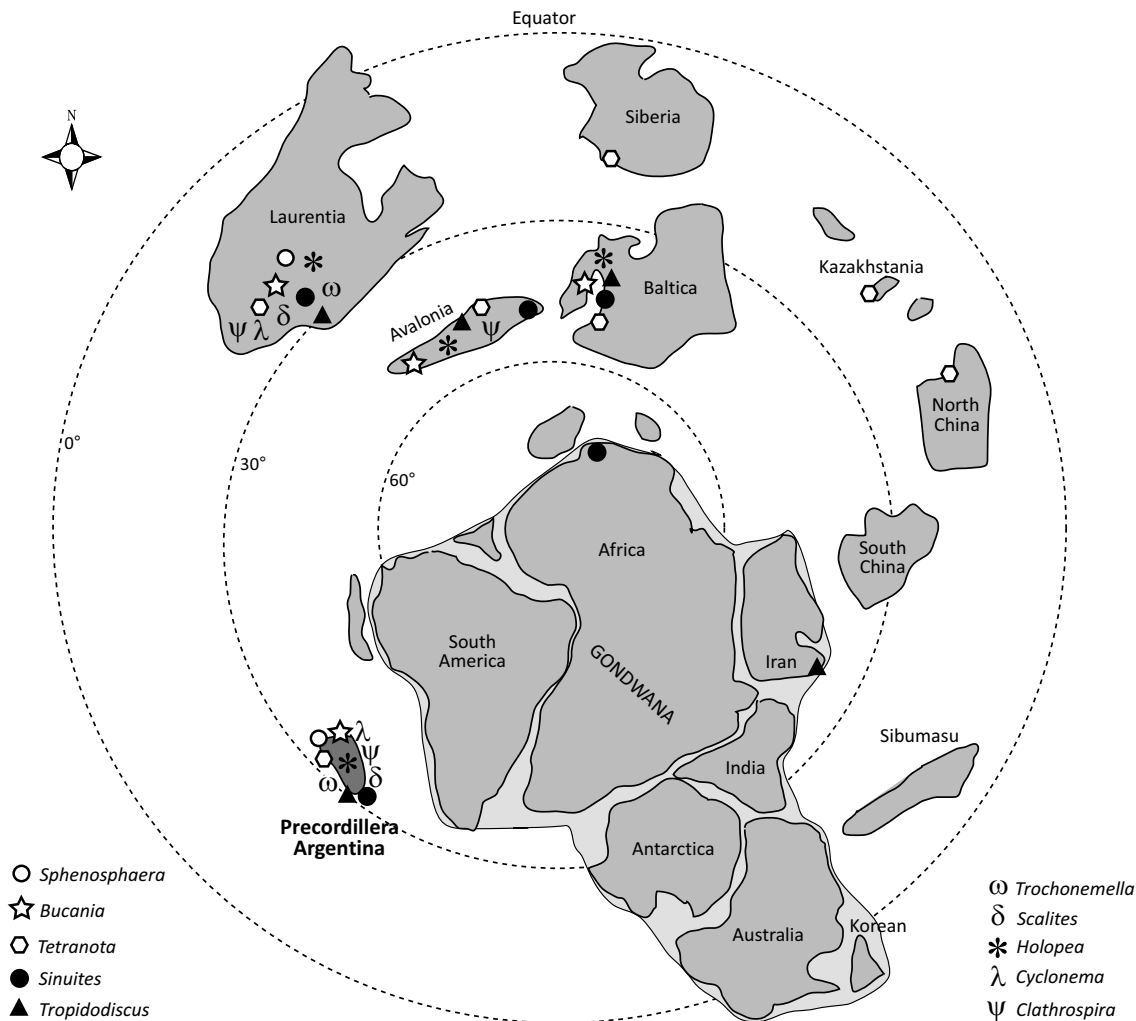 Equator
N
Siberia
Laurentia
ω
δ
Ψ λ
Kazakhstania
Baltica
Avalonia
Ψ
North
China
0°
30°
60°
South
China
Africa
South
America
GONDWANA
Iran
India
Sibumasu
λ
Ψ
ω δ
Precordillera
Argentina
Antarctica
Australia
Korean
Sphenosphaera
Bucania
Tetranota
Sinuites
Tropidodiscus
ω Trochonemella
δ Scalites
Holopea
λ Cyclonema
Ψ Clathrospira